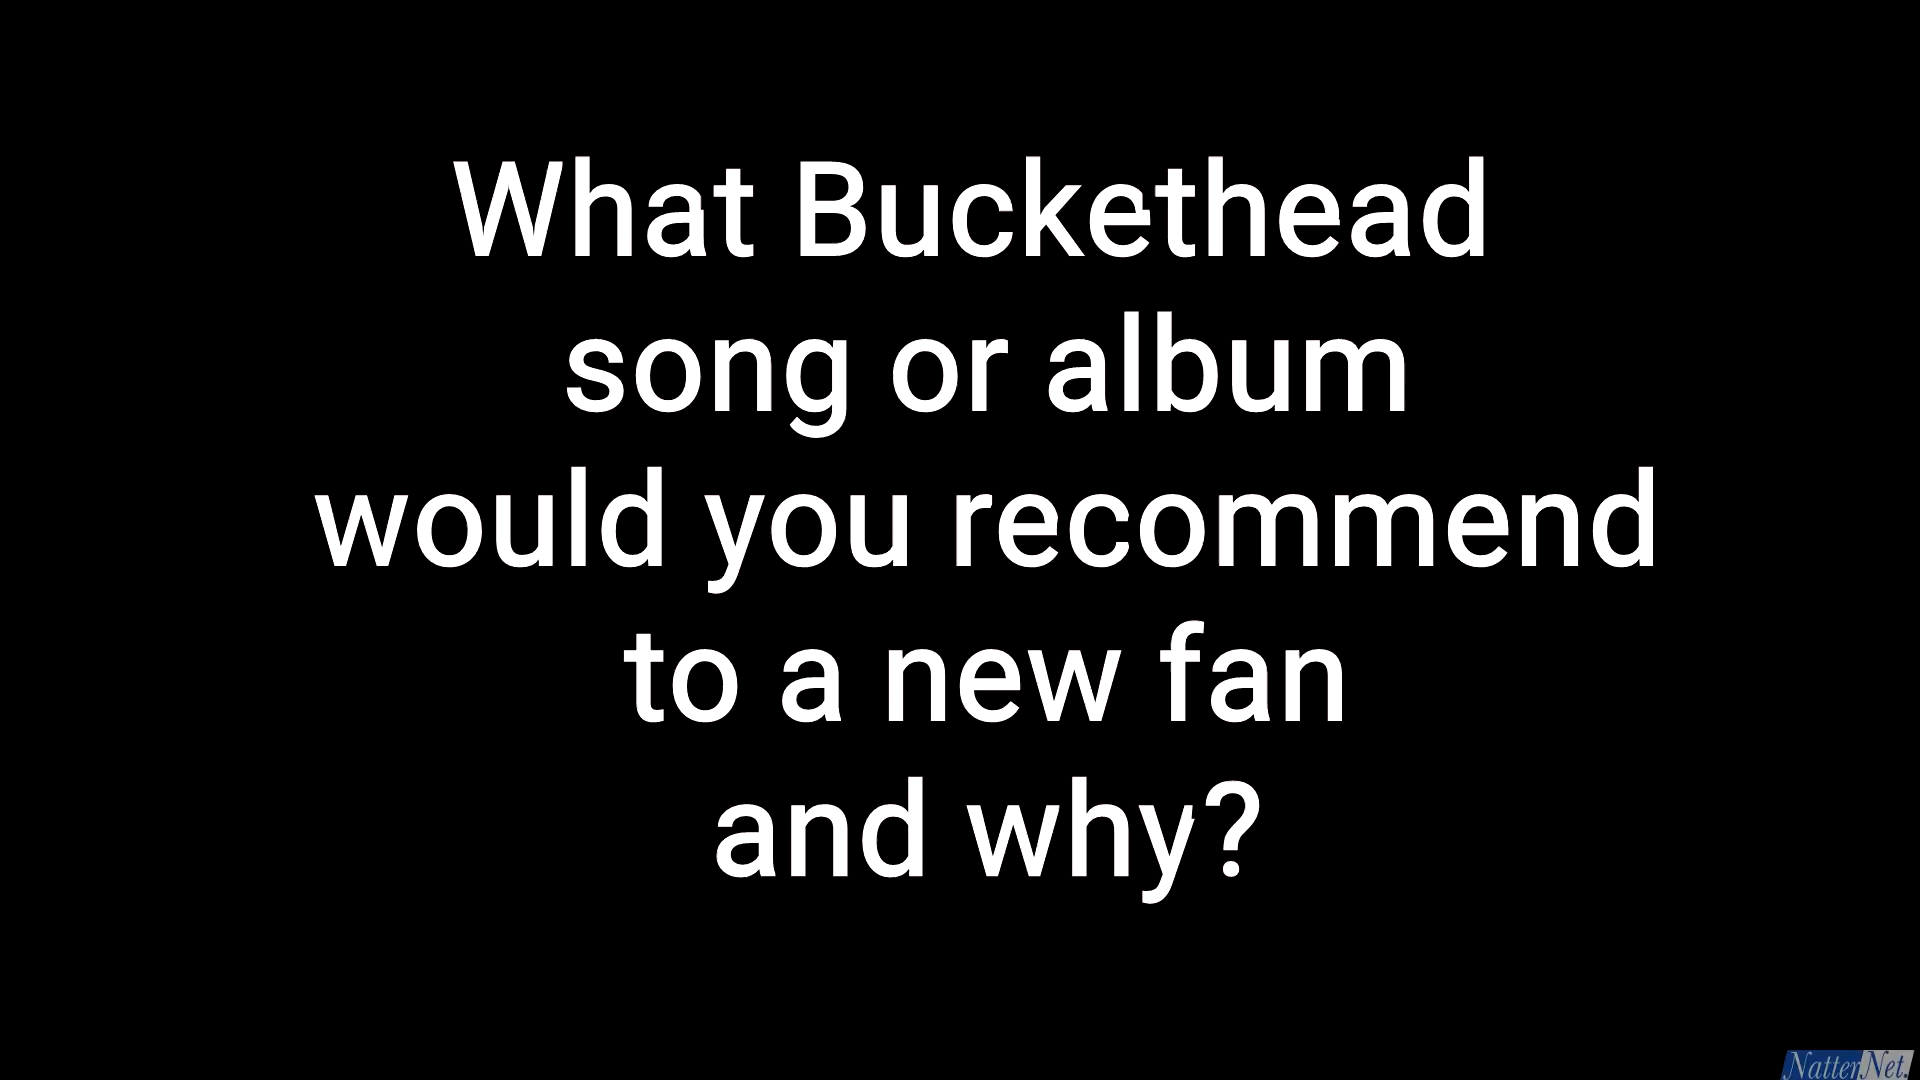 What Buckethead
song or album
would you recommend
to a new fan
and why?
NatterNet.